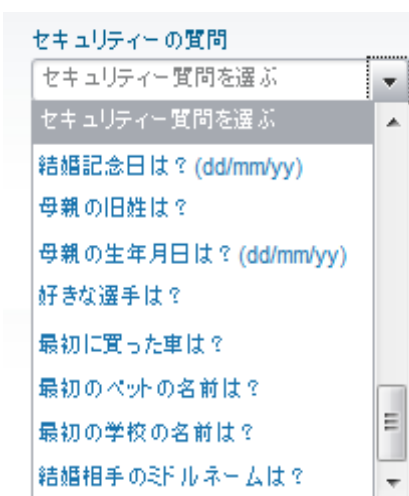 セキュリティーの質問
セキュリティー質問を選ぶ
セキュリティー質問を選ぶ
結婚記念日は？(dd/mm/yy)
母親の旧姓は？
母親の生年月日は？(dd/mm/yy)
好きな選手は？
最初に買った車は？
最初のペットの名前は？
最初の学校の名前は？
結婚相手のミドルネームは？